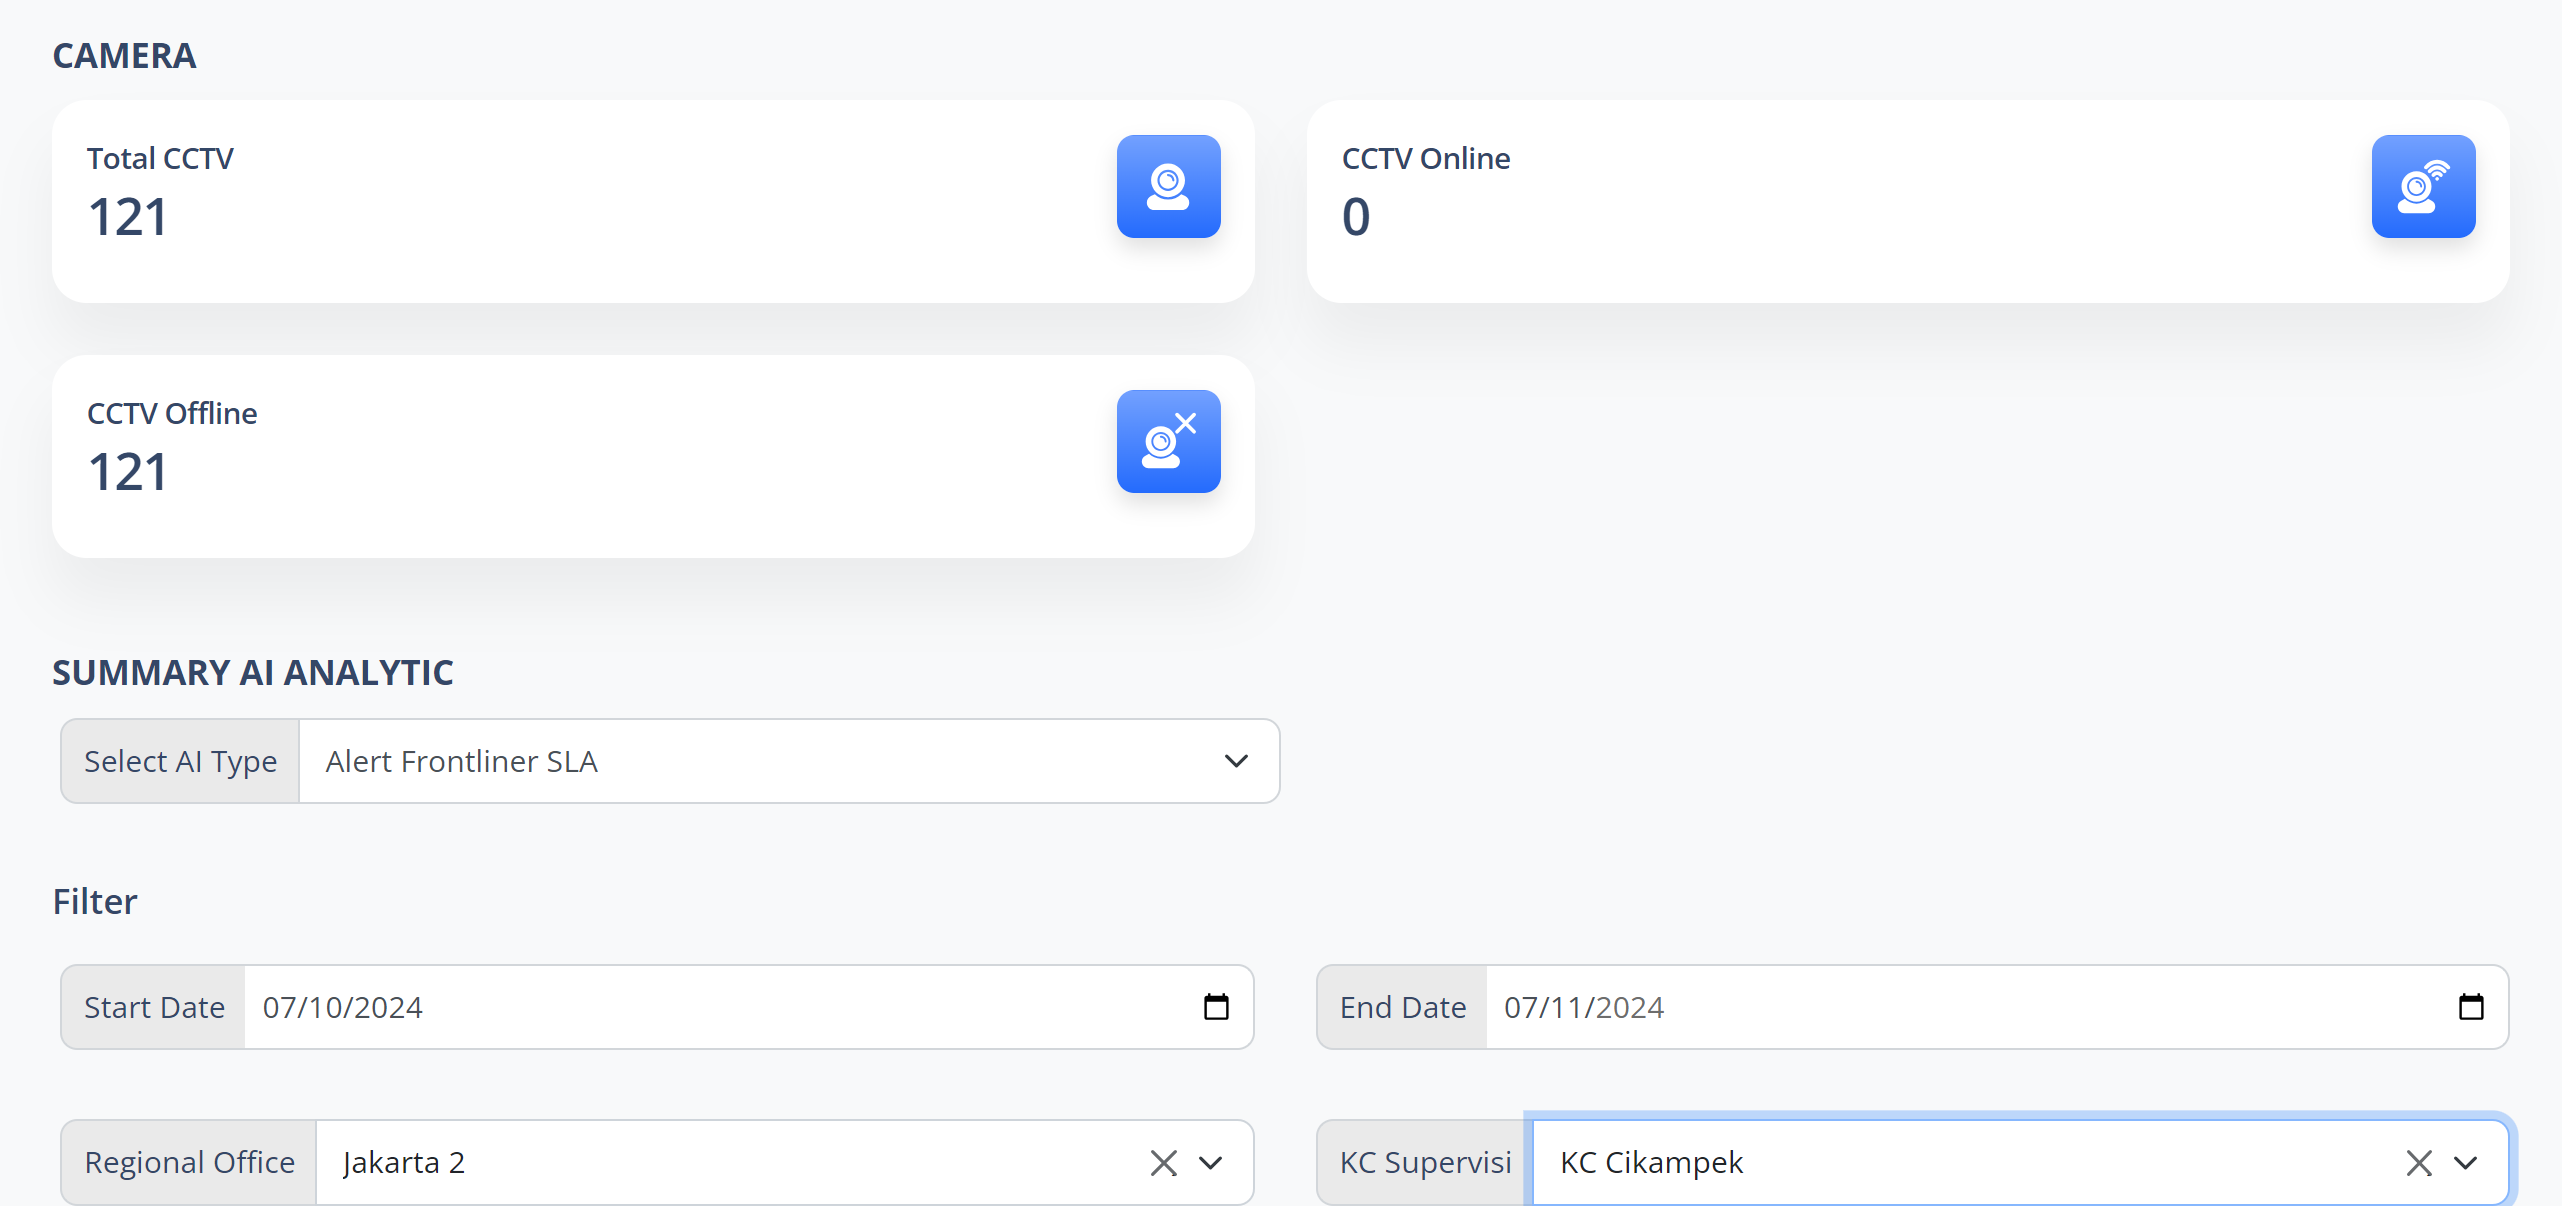 CAMERA
Total CCTV
121
CCTV Online
0
CCTV Offline
121
SUMMARY AI ANALYTIC
Select AI Type Alert Frontliner SLA
Filter
Start Date 07/10/2024
End Date 07/11/2024
Regional Office Jakarta 2
KC Supervisi KC Cikampek